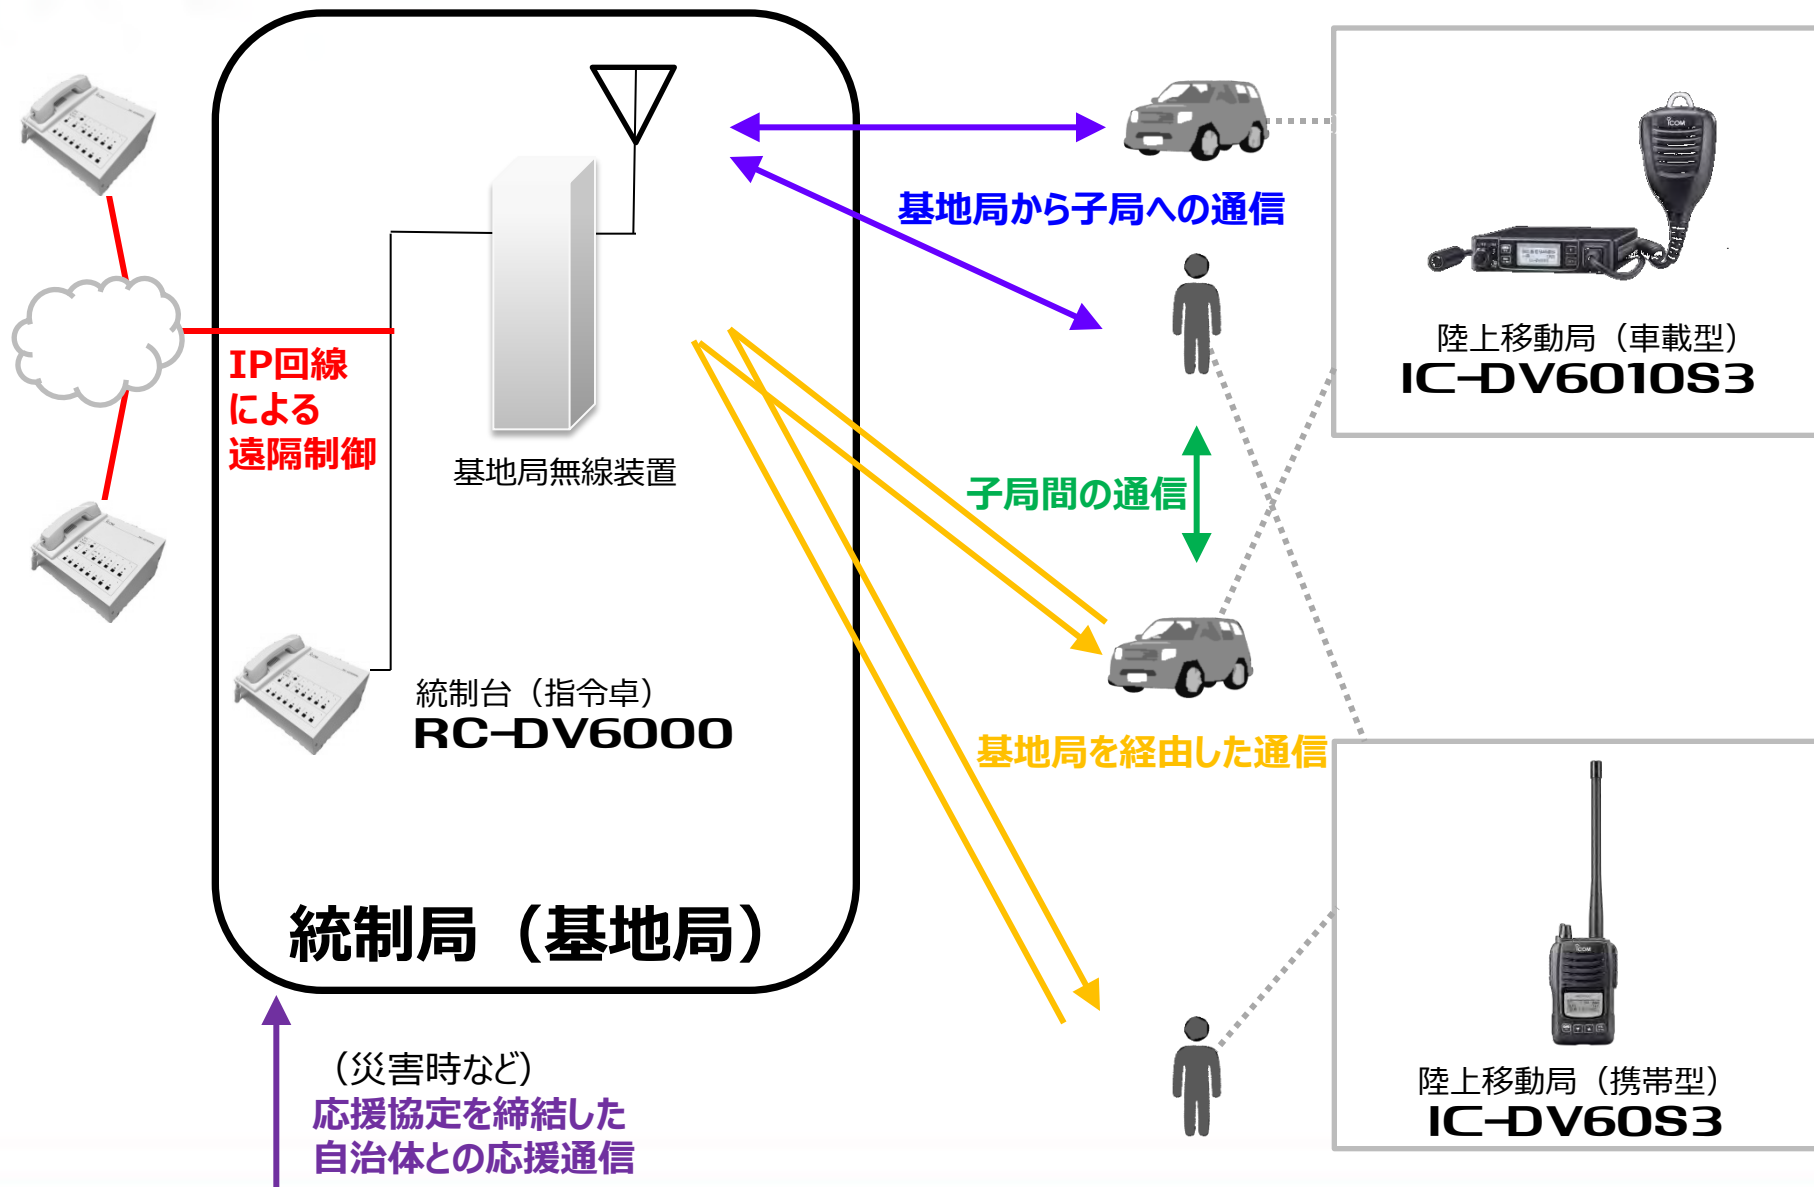 基地局から子局への通信
ICOM
陸上移動局（車載型）
IC-DV6010S3
IP回線
による
遠隔制御
基地局無線装置
子局間の通信
統制台（指令卓）
RC-DV6000
基地局を経由した通信
統制局（基地局）
ICOM
（災害時など）
応援協定を締結した
自治体との応援通信
陸上移動局（携帯型）
IC-DV60S3